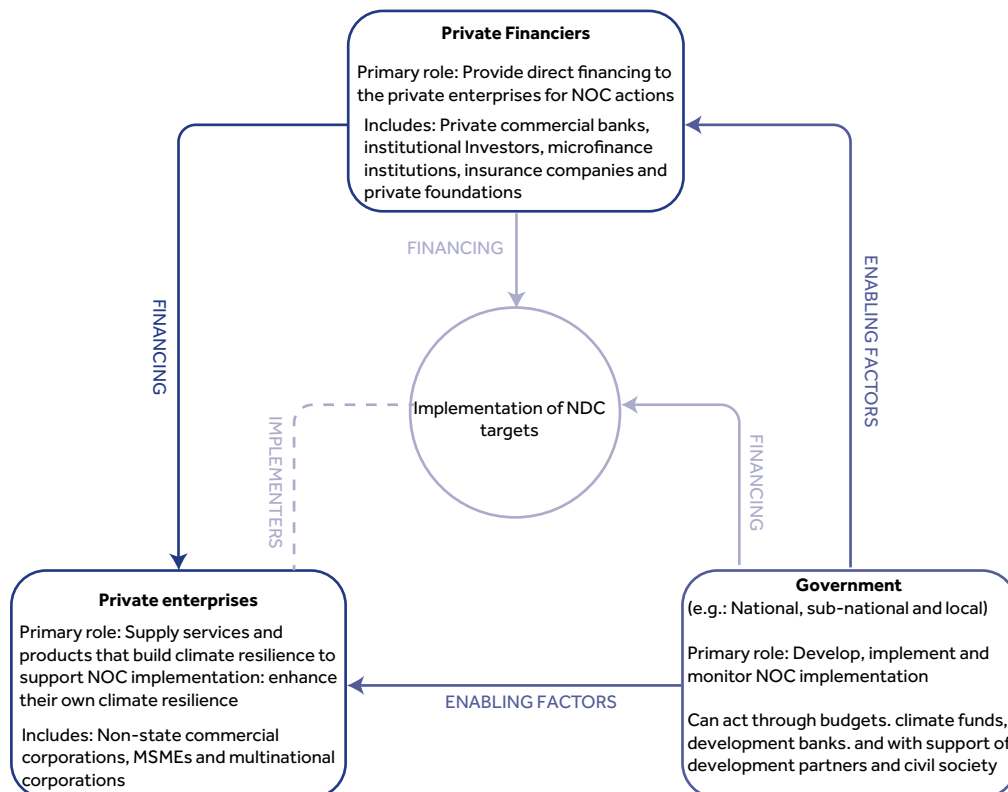 Private Financiers
Primary role: Provide direct financing to
the private enterprises for NOC actions
Includes: Private commercial banks,
institutional Investors, microfinance
institutions, insurance companies and
private foundations
FINANCING
FINANCING
ENABLING FACTORS
Implementation of NDC
targets
IMPLEMENTERS
FINANCING
Private enterprises
Primary role: Supply services and
products that build climate resilience to
support NOC implementation: enhance
their own climate resilience
Includes: Non-state commercial
corporations, MSMEs and multinational
corporations
ENABLING FACTORS
Government
(e.g.: National, sub-national and local)
Primary role: Develop, implement and
monitor NOC implementation
Can act through budgets. climate funds,
development banks. and with support of
development partners and civil society